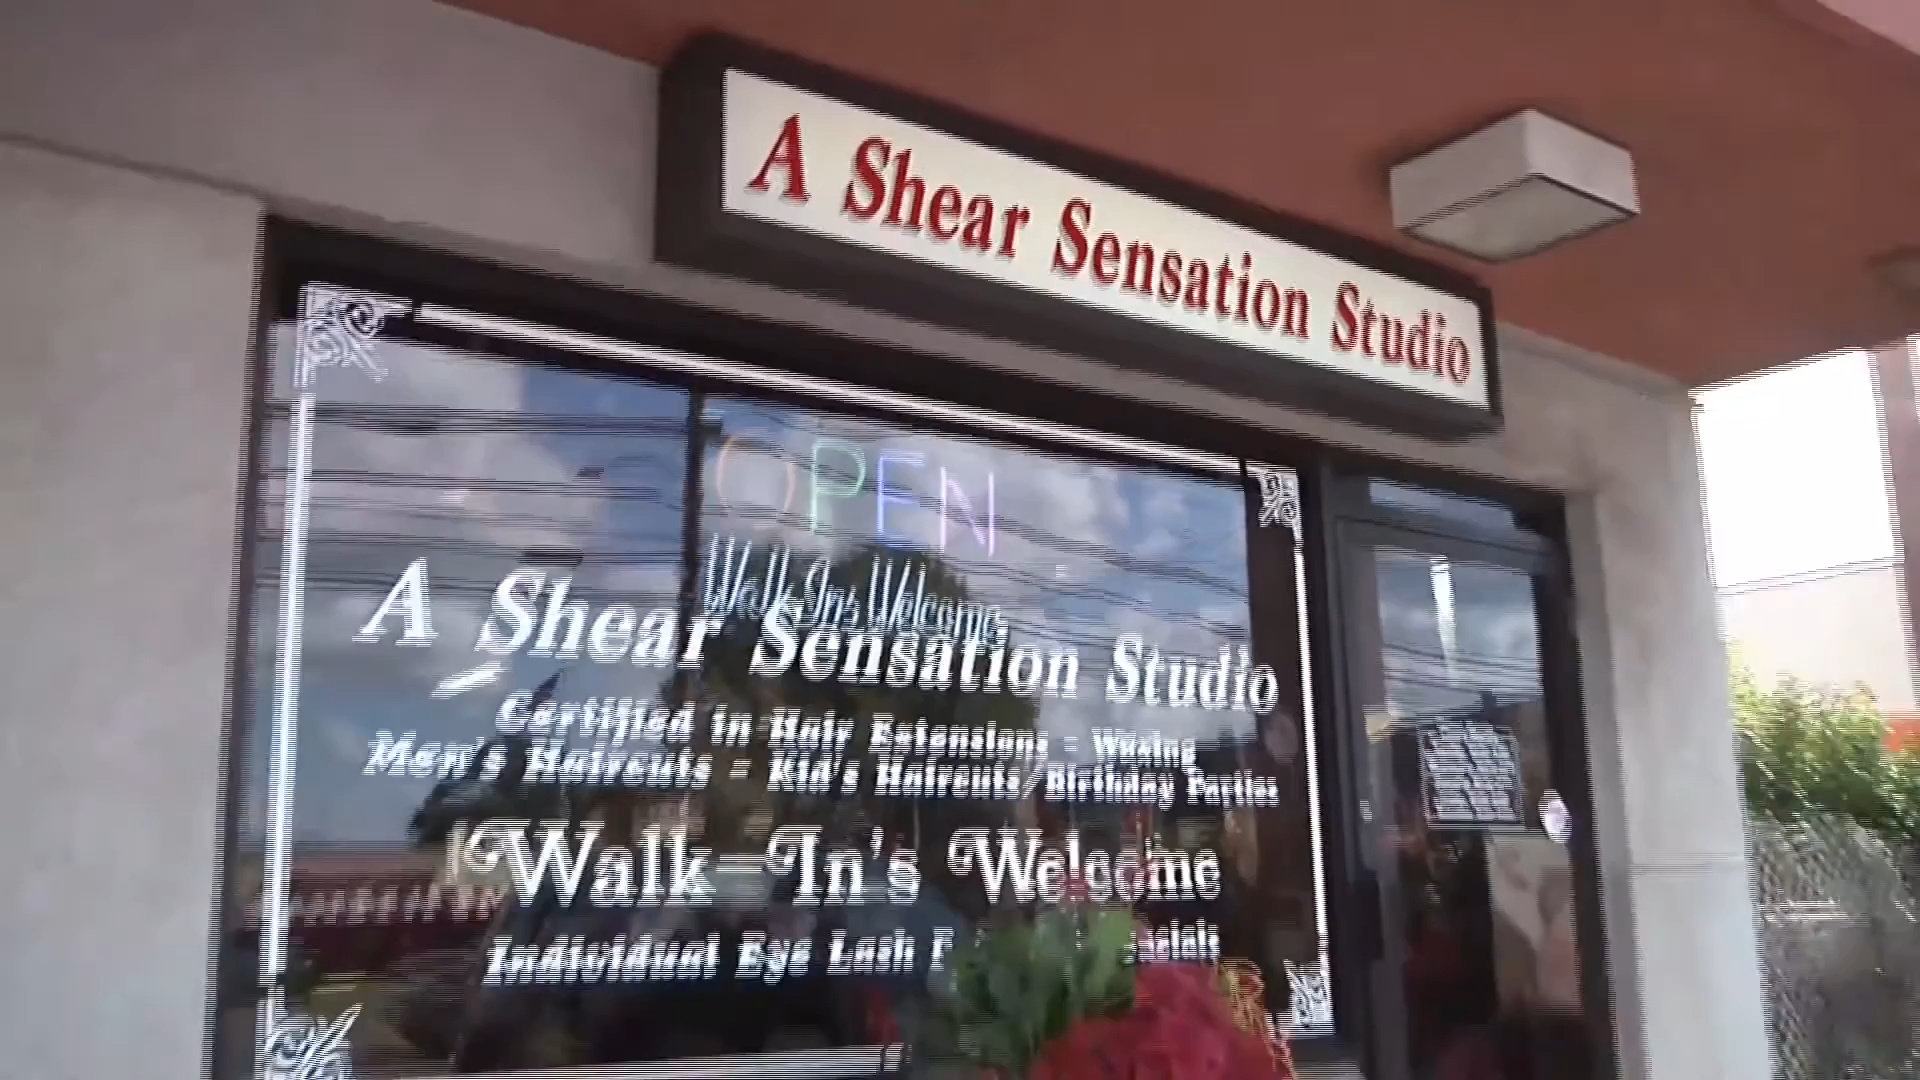 A Shear Sensation Studio
OPEN
Walk-Ins Welcome
A Shear Sensation Studio
Certified in Hair Extensions - Waxing
Men's Haircuts - Kid's Haircuts/Birthday Parties
Walk-In's Welcome
Individual Eye Lash